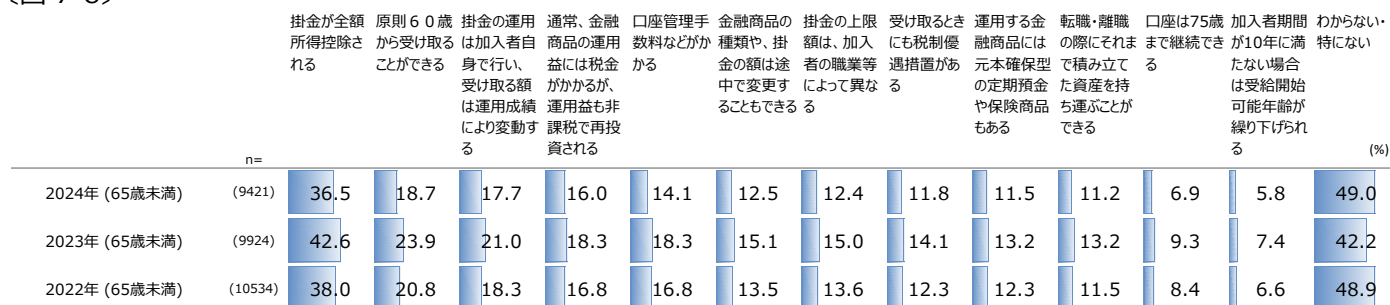 掛金が全額所得控除される
原則60歳から受け取ることができる
掛金の運用は加入者自身で行い、受け取る額は運用成績により変動する
通常、金融商品の運用益には税金がかかるが、運用益も非課税で再投資される
口座管理手数料などがかかる
金融商品の種類や、掛金の額は途中で変更することもできる
掛金の上限額は、加入者の職業等によって異なる
受け取るときにも税制優遇措置がある
運用する金融商品には元本確保型の定期預金や保険商品もある
転職・離職の際にそれまで積み立てた資産を持ち運ぶことができる
口座は75歳まで継続できる
加入者期間が10年に満たない場合は受給開始可能年齢が繰り下げられる
わからない・特にない
n=
(%)
2024年 (65歳未満) (9421) 36.5 18.7 17.7 16.0 14.1 12.5 12.4 11.8 11.5 11.2 6.9 5.8 49.0
2023年 (65歳未満) (9924) 42.6 23.9 21.0 18.3 18.3 15.1 15.0 14.1 13.2 13.2 9.3 7.4 42.2
2022年 (65歳未満) (10534) 38.0 20.8 18.3 16.8 16.8 13.5 13.6 12.3 12.3 11.5 8.4 6.6 48.9